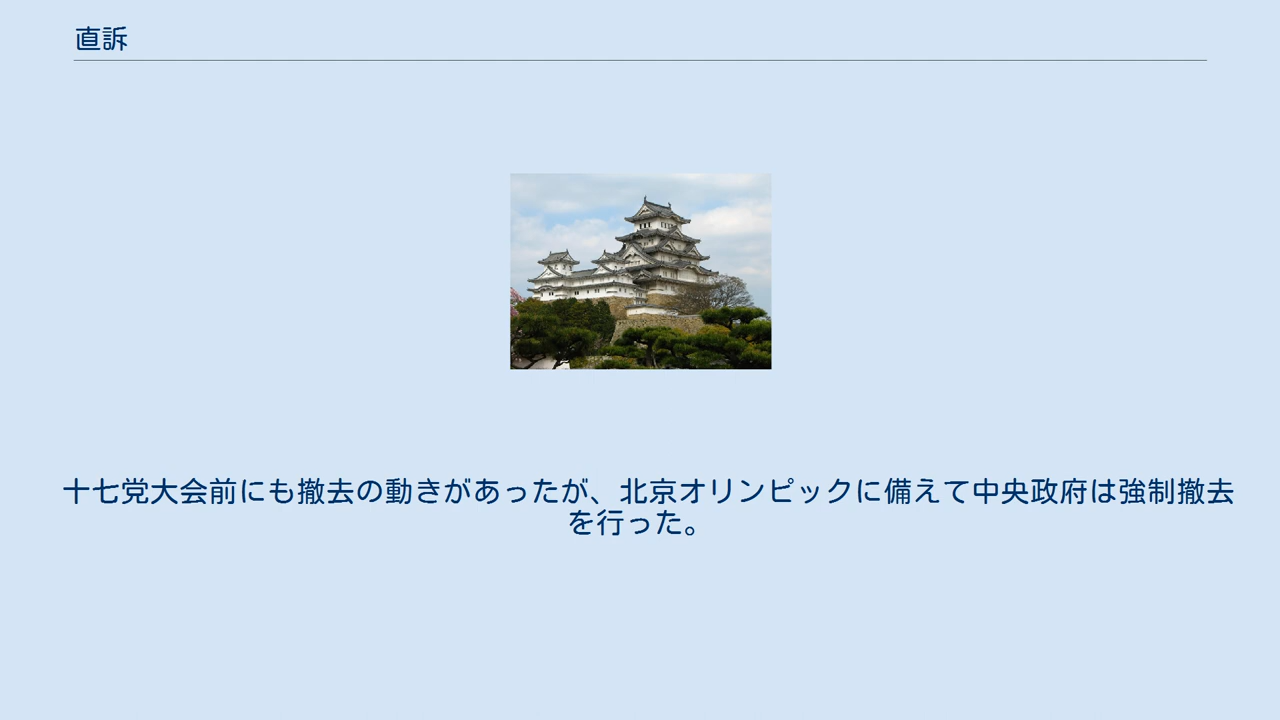 直訴
十七党大会前にも撤去の動きがあったが、北京オリンピックに備えて中央政府は強制撤去
を行った。